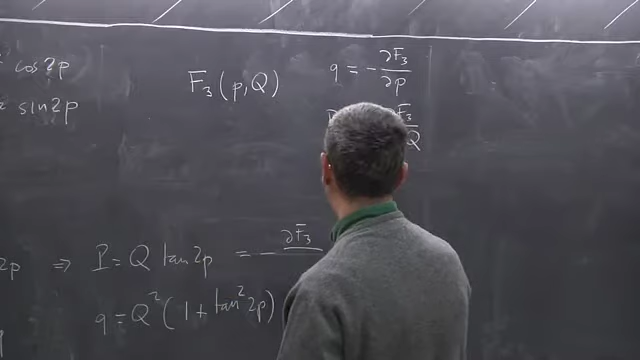 cos 2p
sin 2p
F₃(p,Q)
q = - ∂F₃/∂p
F₃
Q
2p ⇒ P = Q tan 2p = - ∂F₃
q = Q² (1 + tan² 2p)